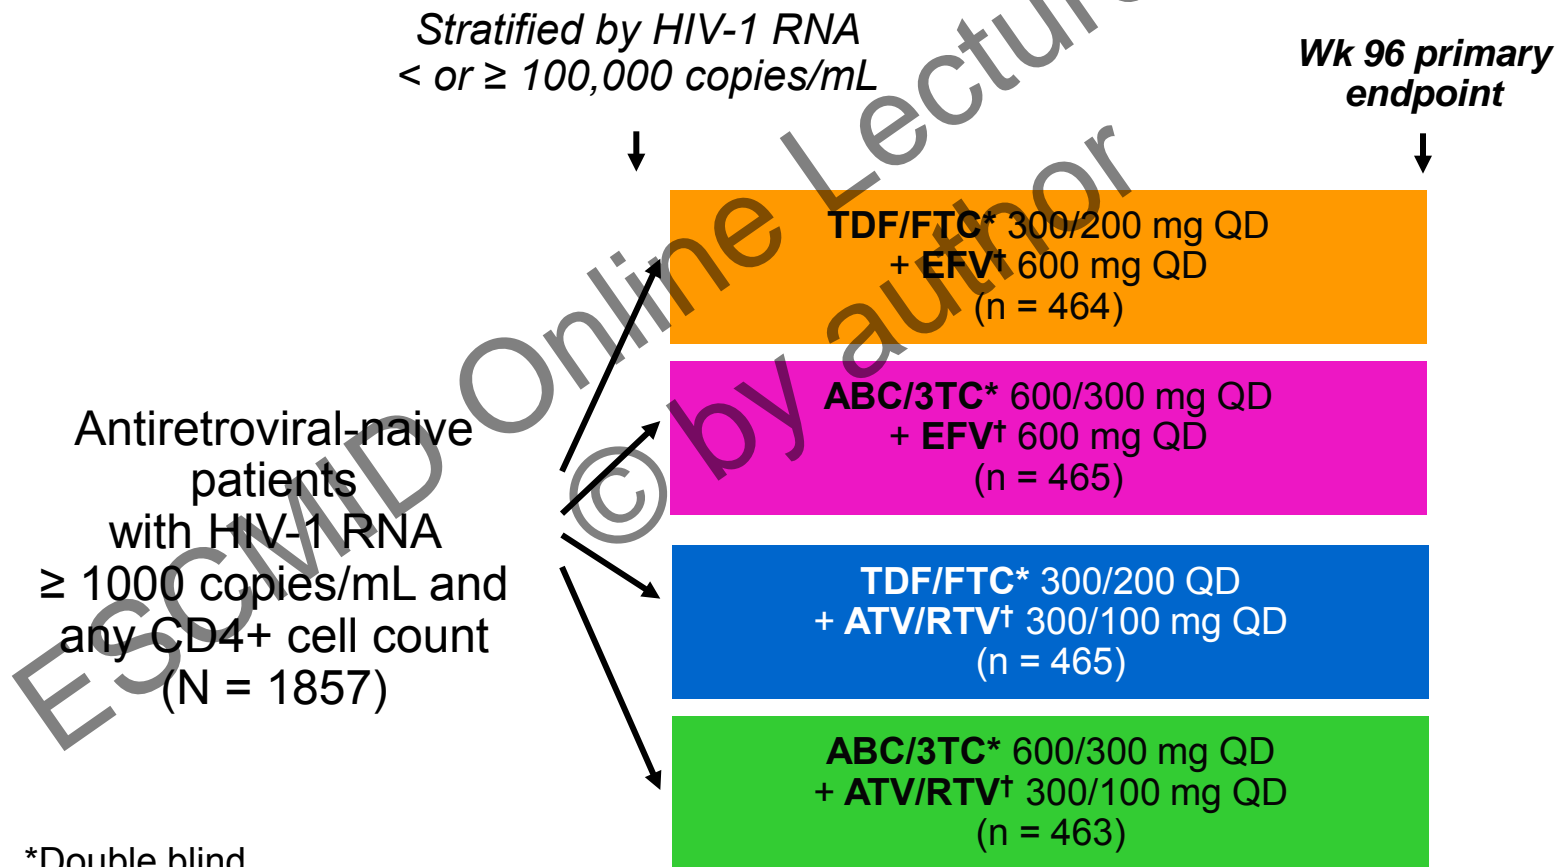 Stratified by HIV-1 RNA
< or ≥ 100,000 copies/mL
Wk 96 primary
endpoint
TDF/FTC* 300/200 mg QD
+ EFV† 600 mg QD
(n = 464)
ABC/3TC* 600/300 mg QD
+ EFV† 600 mg QD
(n = 465)
Antiretroviral-naive
patients
with HIV-1 RNA
≥ 1000 copies/mL and
any CD4+ cell count
(N = 1857)
TDF/FTC* 300/200 QD
+ ATV/RTV† 300/100 mg QD
(n = 465)
ABC/3TC* 600/300 mg QD
+ ATV/RTV† 300/100 mg QD
(n = 463)
*Double blind
ESCMID Online Lecture
© by author